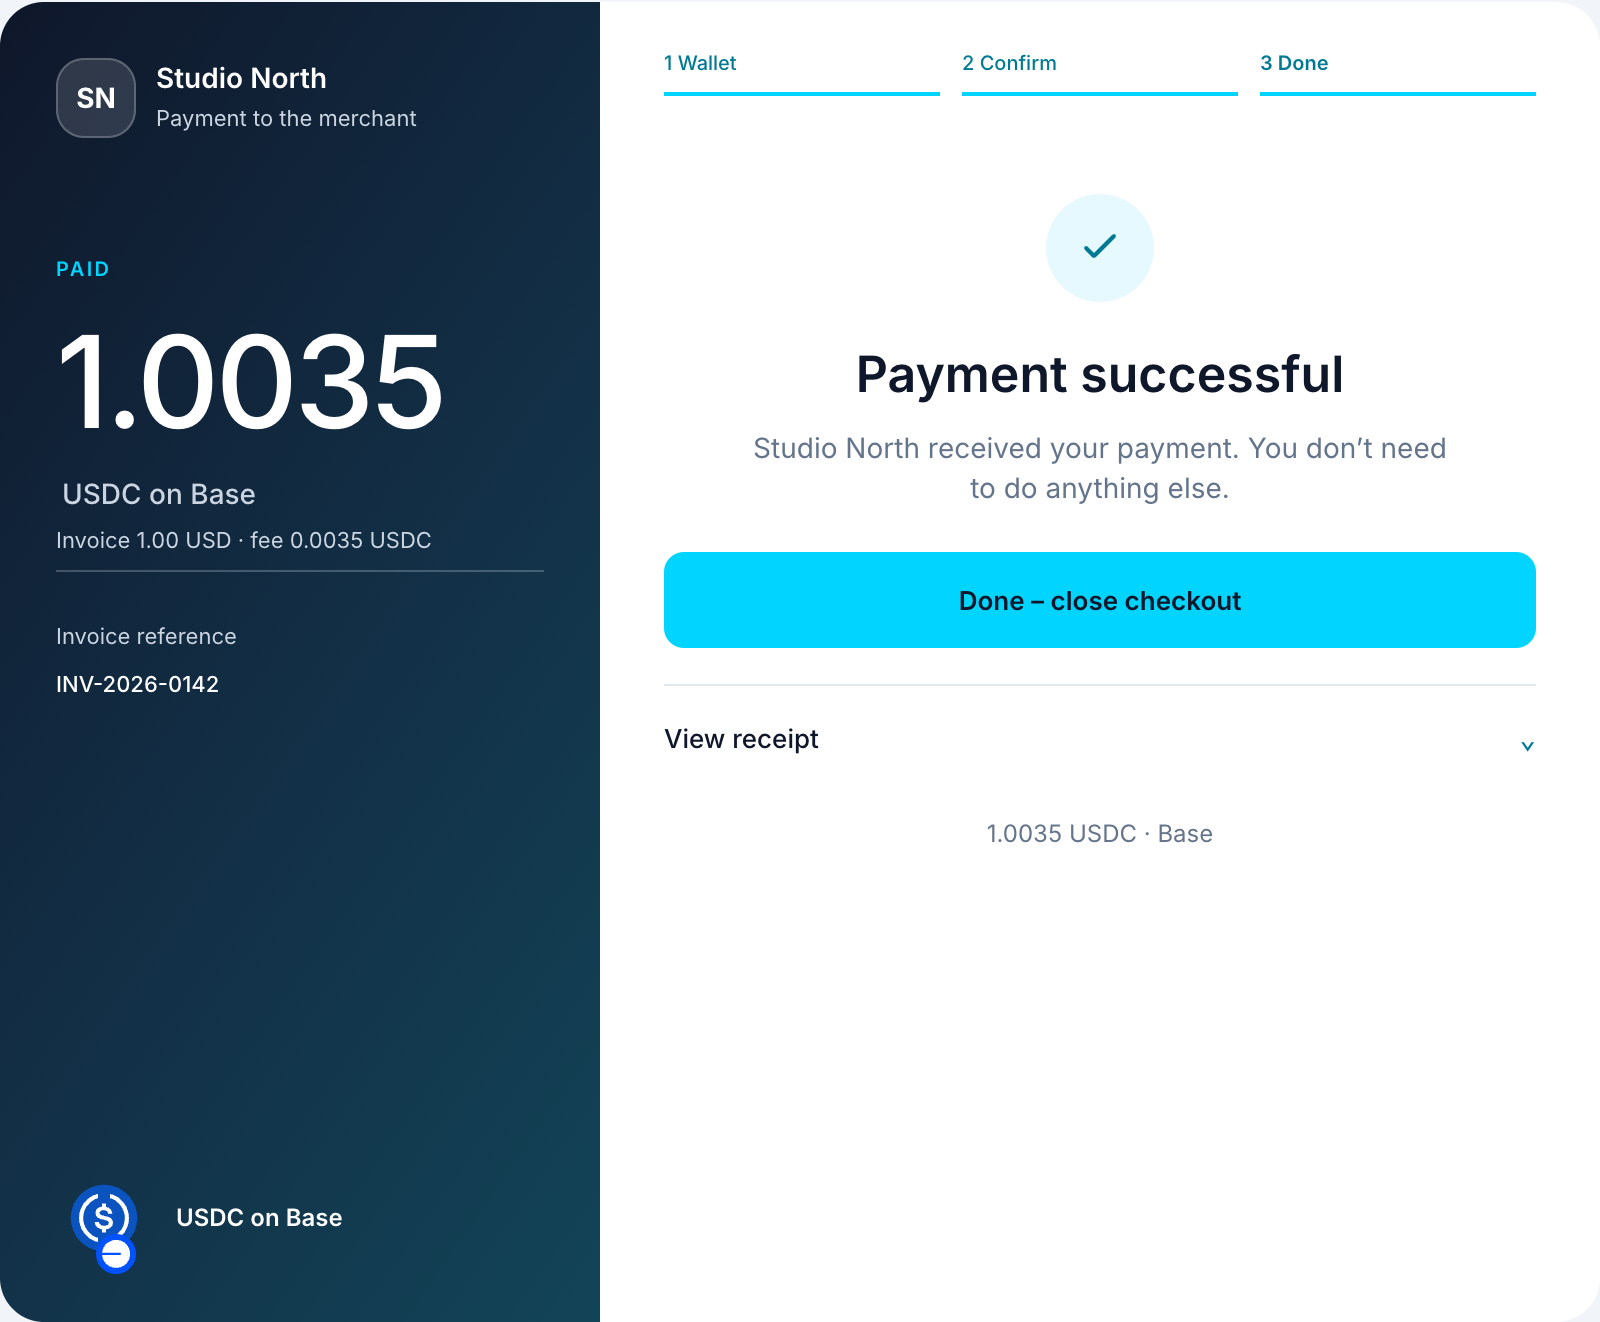 SN
Studio North
Payment to the merchant
PAID
1.0035
USDC on Base
Invoice 1.00 USD · fee 0.0035 USDC
Invoice reference
INV-2026-0142
USDC on Base
1 Wallet
2 Confirm
3 Done
Payment successful
Studio North received your payment. You don’t need
to do anything else.
Done – close checkout
View receipt
1.0035 USDC · Base